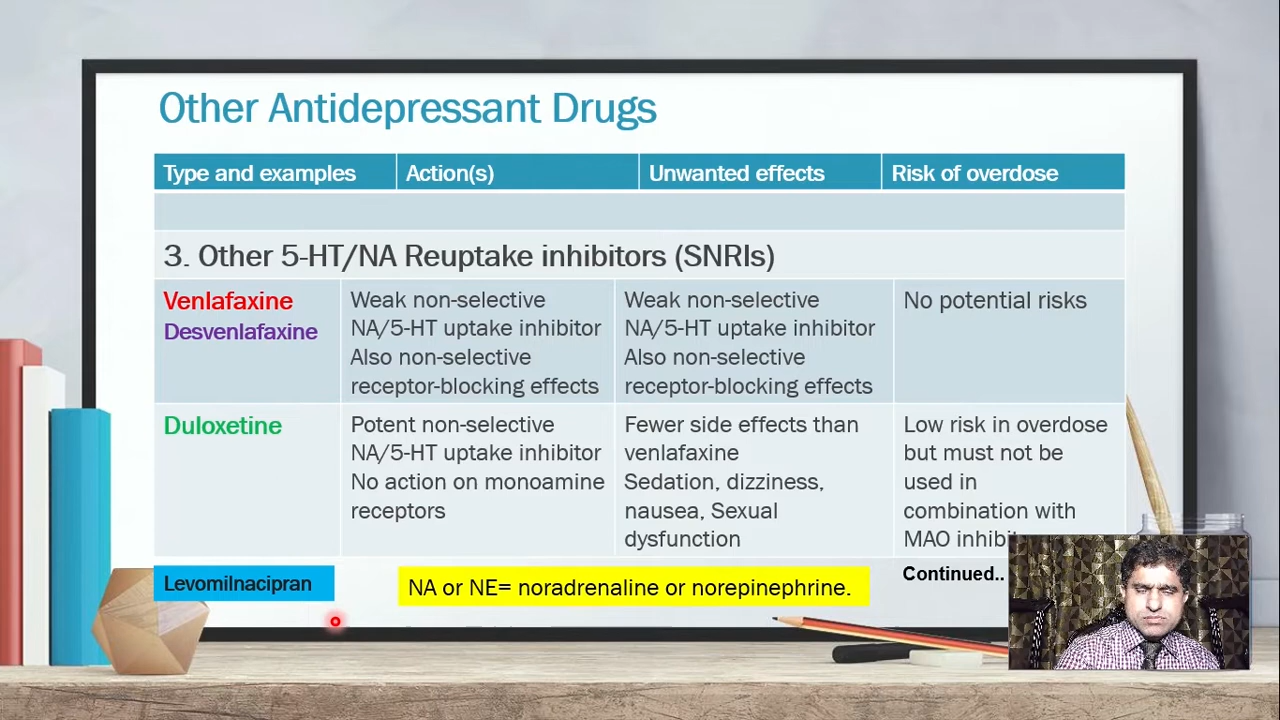 Other Antidepressant Drugs
Type and examples
Action(s)
Unwanted effects
Risk of overdose
3. Other 5-HT/NA Reuptake inhibitors (SNRIs)
Venlafaxine
Desvenlafaxine
Weak non-selective
NA/5-HT uptake inhibitor
Also non-selective
receptor-blocking effects
Weak non-selective
NA/5-HT uptake inhibitor
Also non-selective
receptor-blocking effects
No potential risks
Duloxetine
Potent non-selective
NA/5-HT uptake inhibitor
No action on monoamine
receptors
Fewer side effects than
venlafaxine
Sedation, dizziness,
nausea, Sexual
dysfunction
Low risk in overdose
but must not be
used in
combination with
MAO
Levomilnacipran
NA or NE= noradrenaline or norepinephrine.
Continued..